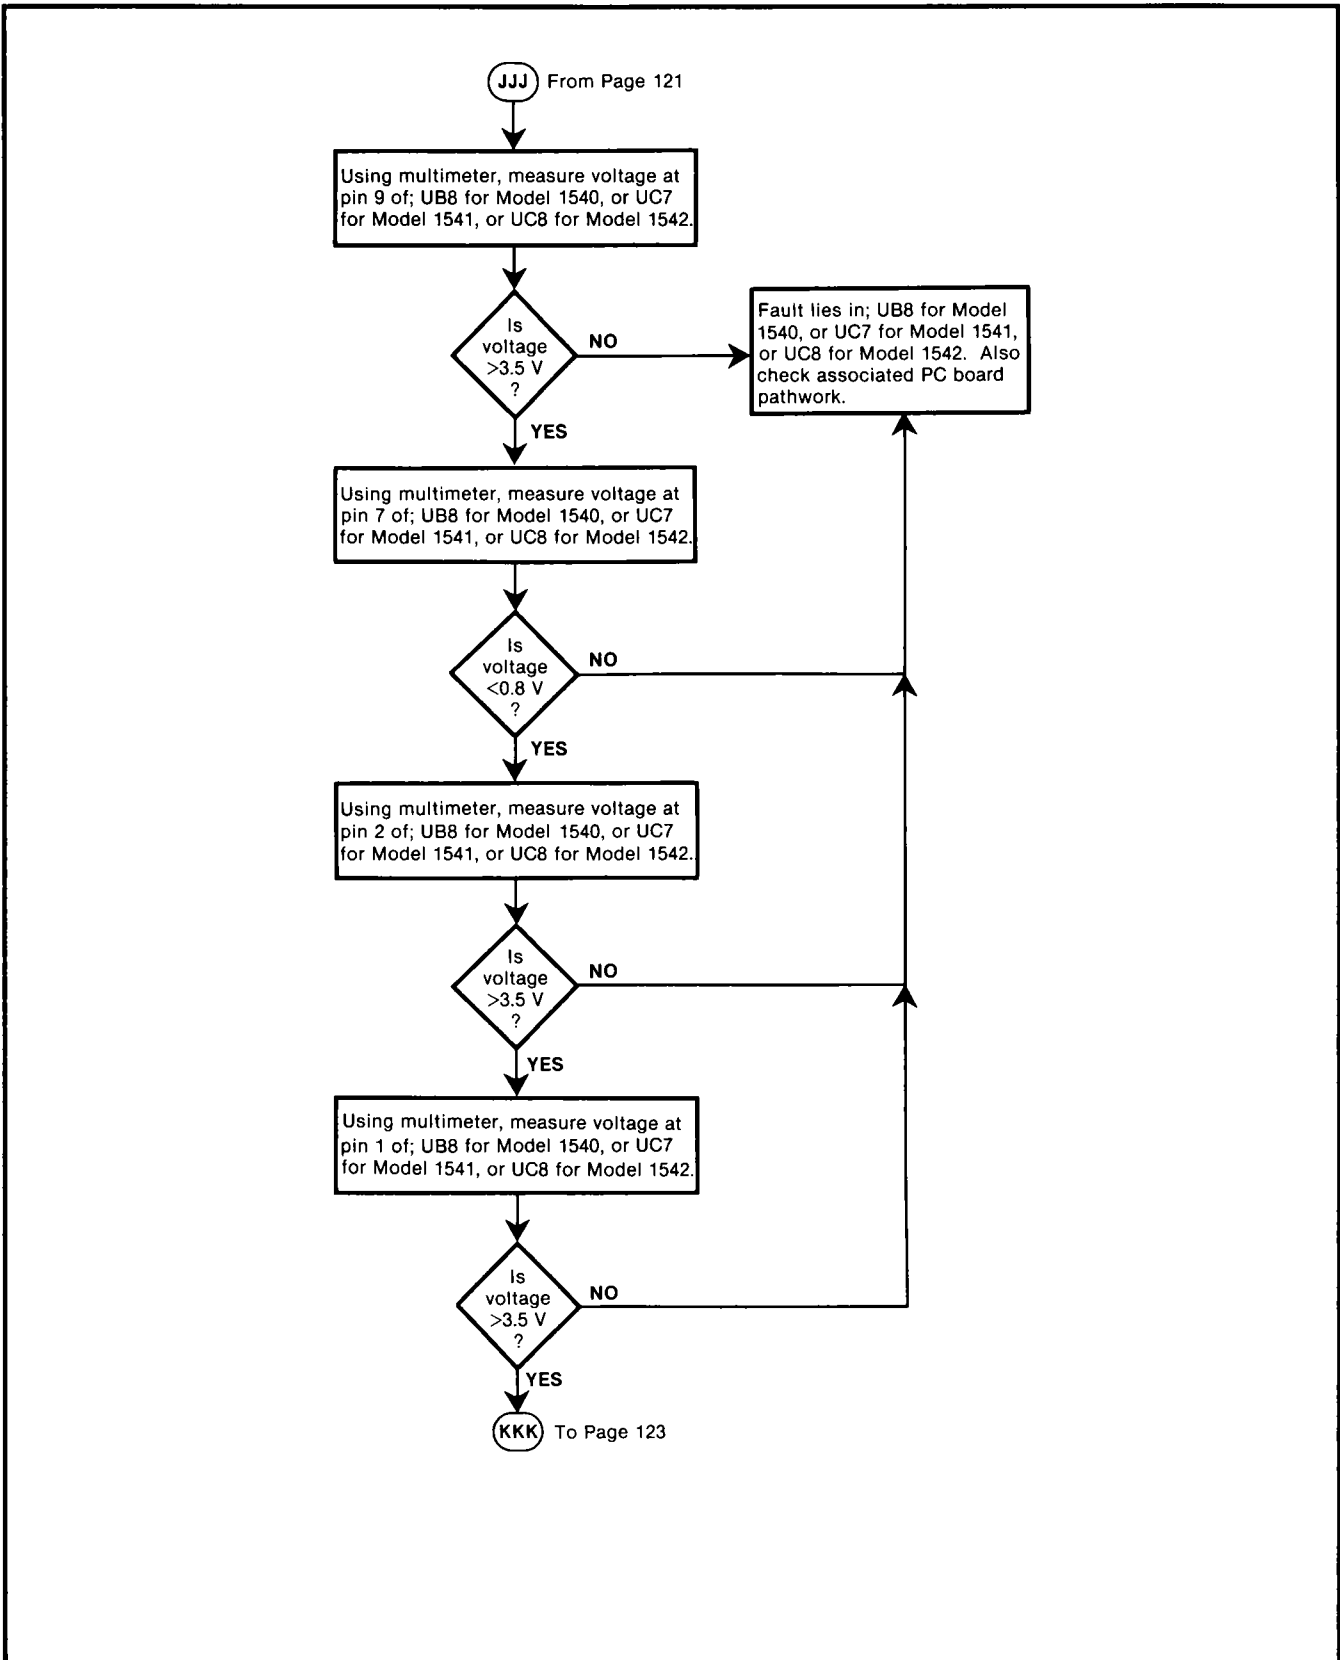 JJJ From Page 121
Using multimeter, measure voltage at
pin 9 of; UB8 for Model 1540, or UC7
for Model 1541, or UC8 for Model 1542.
Is
voltage
>3.5 V
?
NO
Fault lies in; UB8 for Model
1540, or UC7 for Model 1541,
or UC8 for Model 1542. Also
check associated PC board
pathwork.
YES
Using multimeter, measure voltage at
pin 7 of; UB8 for Model 1540, or UC7
for Model 1541, or UC8 for Model 1542.
Is
voltage
<0.8 V
?
NO
YES
Using multimeter, measure voltage at
pin 2 of; UB8 for Model 1540, or UC7
for Model 1541, or UC8 for Model 1542.
Is
voltage
>3.5 V
?
NO
YES
Using multimeter, measure voltage at
pin 1 of; UB8 for Model 1540, or UC7
for Model 1541, or UC8 for Model 1542.
Is
voltage
>3.5 V
?
NO
YES
KKK To Page 123